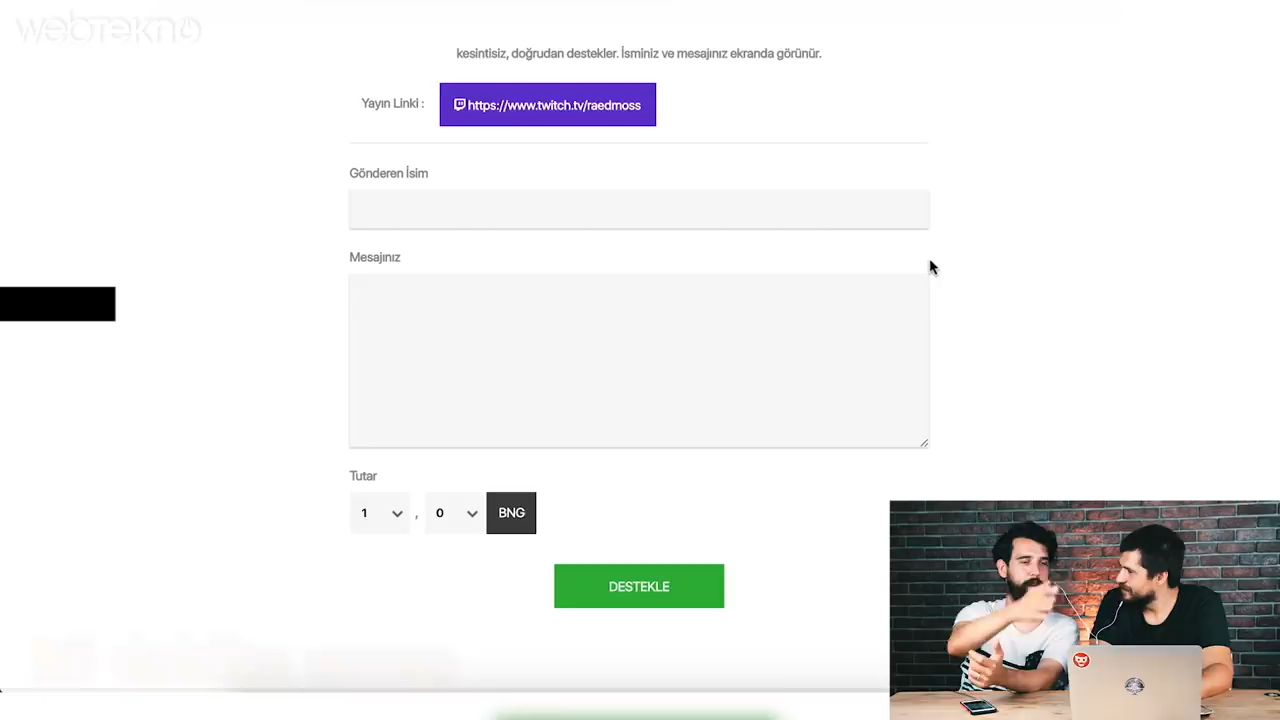 webtekno
kesintisiz, doğrudan destekler. İsminiz ve mesajınız ekranda görünür.
Yayın Linki : https://www.twitch.tv/raedmoss
Gönderen İsim
Mesajınız
Tutar
1 , 0 BNG
DESTEKLE